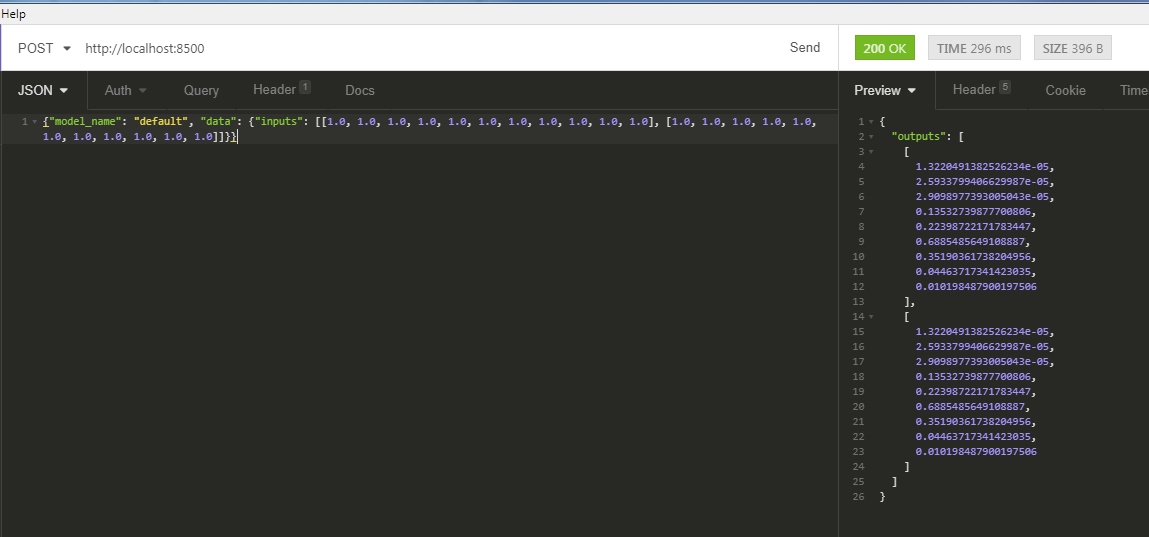 Help
POST http://localhost:8500 Send 200 OK TIME 296 ms SIZE 396 B
JSON Auth Query Header 1 Docs Preview Header 5 Cookie Time
1 {"model_name": "default", "data": {"inputs": [[1.0, 1.0, 1.0, 1.0, 1.0, 1.0, 1.0, 1.0, 1.0, 1.0, 1.0], [1.0, 1.0, 1.0, 1.0, 1.0,
1.0, 1.0, 1.0, 1.0, 1.0, 1.0]]}}
1 {
2 "outputs": [
3 [
4 1.3220491382526234e-05,
5 2.5933799406629987e-05,
6 2.9098977393005043e-05,
7 0.13532739877700806,
8 0.22398722171783447,
9 0.6885485649108887,
10 0.35190361738204956,
11 0.04463717341423035,
12 0.010198487900197506
13 ],
14 [
15 1.3220491382526234e-05,
16 2.5933799406629987e-05,
17 2.9098977393005043e-05,
18 0.13532739877700806,
19 0.22398722171783447,
20 0.6885485649108887,
21 0.35190361738204956,
22 0.04463717341423035,
23 0.010198487900197506
24 ]
25 ]
26 }